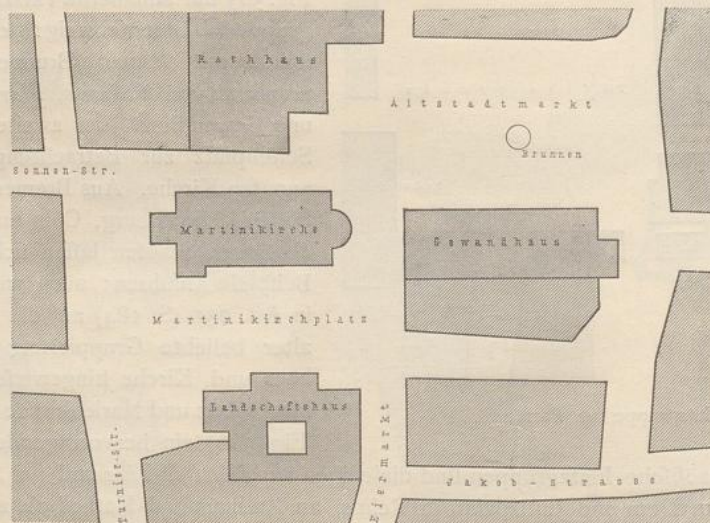 Rathhaus
Altstadtmarkt
Brunnen
Sonnen-Str.
Martinikirche
Gewandhaus
Martinikirchplatz
Landschaftshaus
Eiermarkt
Jakob-Strasse